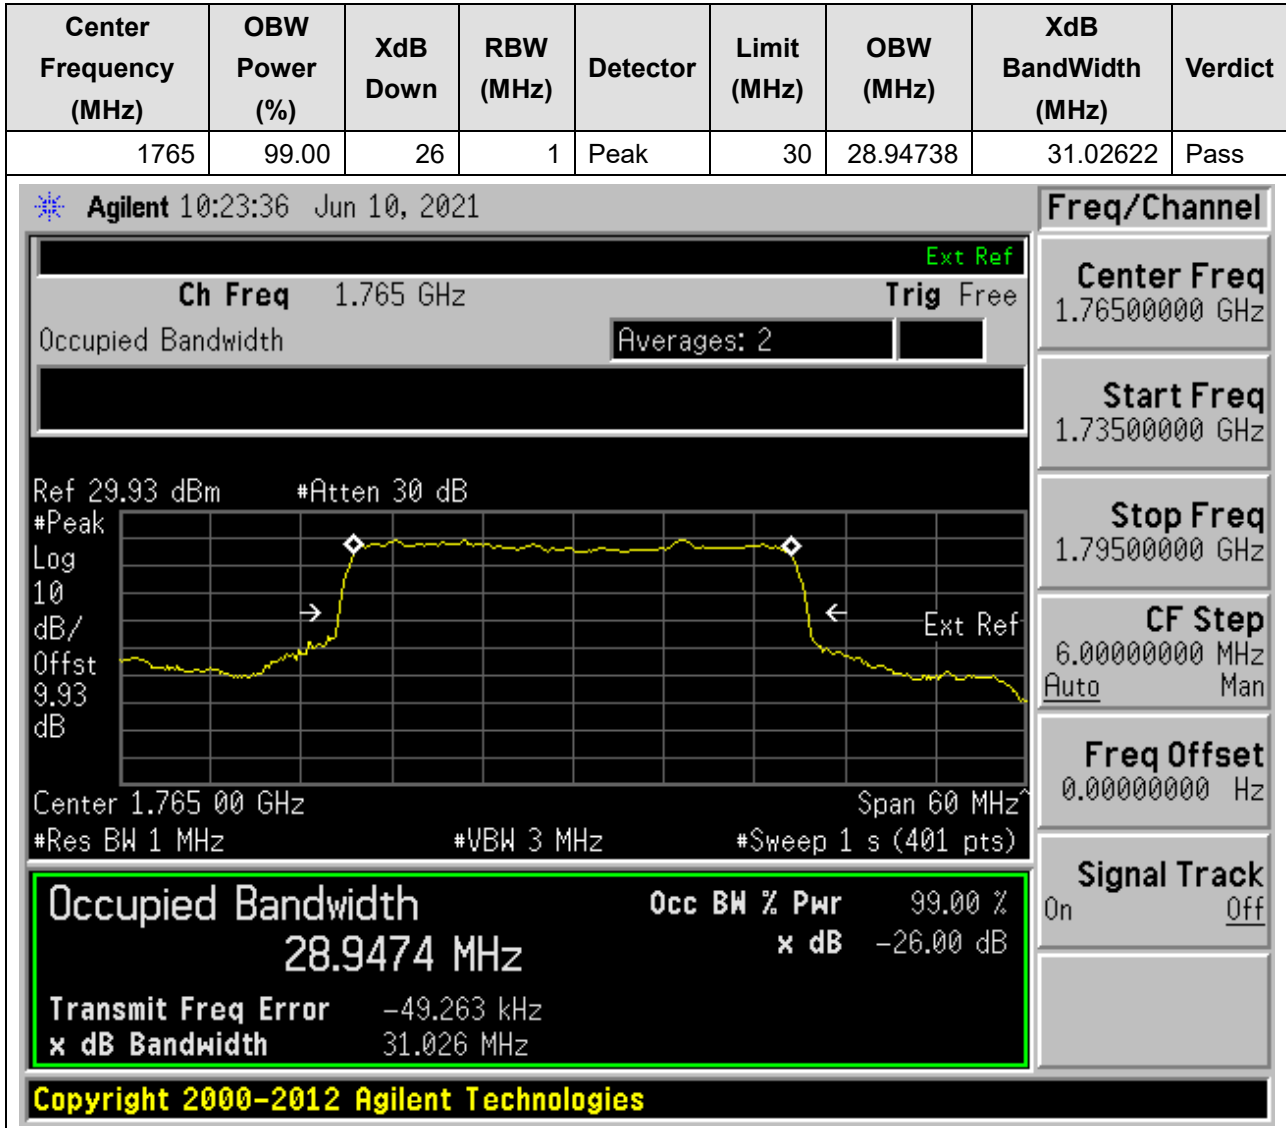 Center Frequency (MHz) OBW Power (%) XdB Down RBW (MHz) Detector Limit (MHz) OBW (MHz) XdB BandWidth (MHz) Verdict
1765 99.00 26 1 Peak 30 28.94738 31.02622 Pass
Agilent 10:23:36 Jun 10, 2021
Ext Ref
Ch Freq 1.765 GHz Trig Free
Occupied Bandwidth Averages: 2
Ref 29.93 dBm #Atten 30 dB
#Peak
Log
10
dB/
Offst
9.93
dB
Ext Ref
Center 1.765 00 GHz Span 60 MHz^
#Res BW 1 MHz #VBW 3 MHz #Sweep 1 s (401 pts)
Occupied Bandwidth
28.9474 MHz
Occ BW % Pwr 99.00 %
x dB -26.00 dB
Transmit Freq Error -49.263 kHz
x dB Bandwidth 31.026 MHz
Copyright 2000-2012 Agilent Technologies
Freq/Channel
Center Freq
1.76500000 GHz
Start Freq
1.73500000 GHz
Stop Freq
1.79500000 GHz
CF Step
6.00000000 MHz
Auto Man
Freq Offset
0.00000000 Hz
Signal Track
On Off